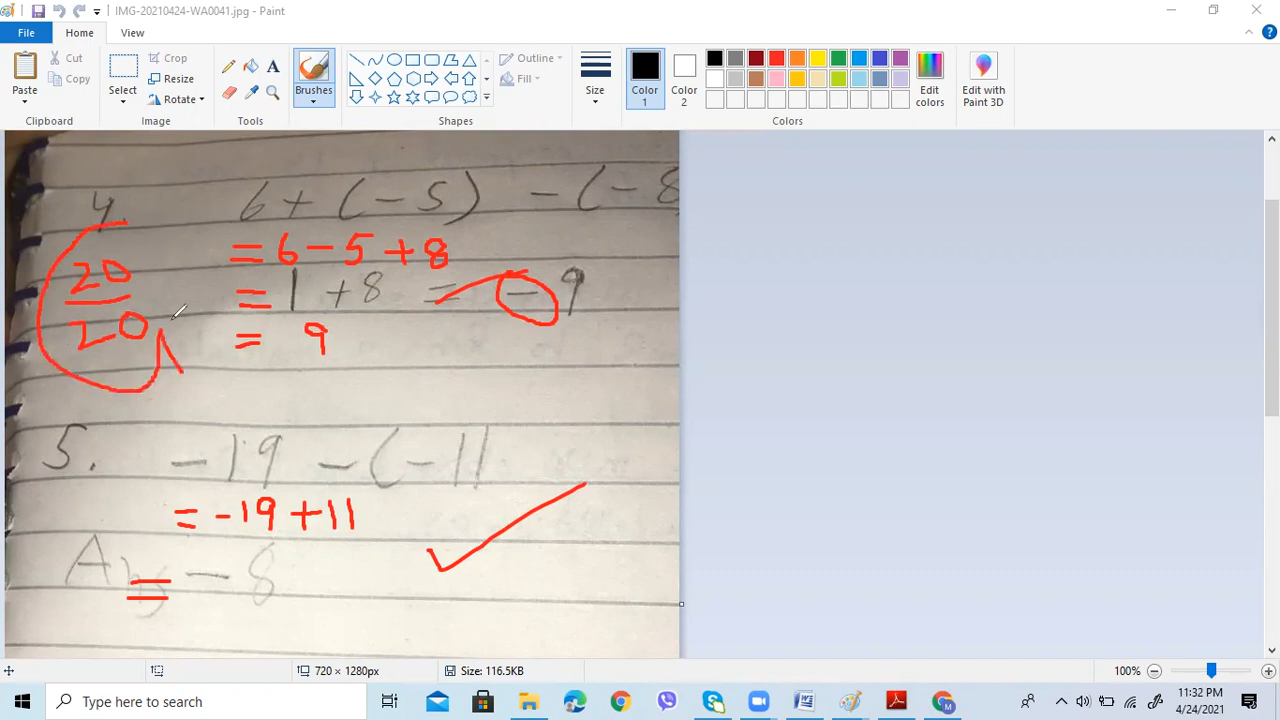 IMG-20210424-WA0041.jpg - Paint
File Home View
Paste
Cut
Copy
Clipboard
Select
Crop
Resize
Rotate
Image
A
Tools
Brushes
Outline
Fill
Shapes
Size
Color 1
Color 2
Edit colors
Edit with Paint 3D
Colors
4. 6 + (-5) - (-8
= 6 - 5 + 8
20
20
= 1 + 8 = - 9
= 9
5. - 19 - (- 11
= -19 + 11
Ans = - 8
720 × 1280px
Size: 116.5KB
100%
Type here to search
11:32 PM
4/24/2021